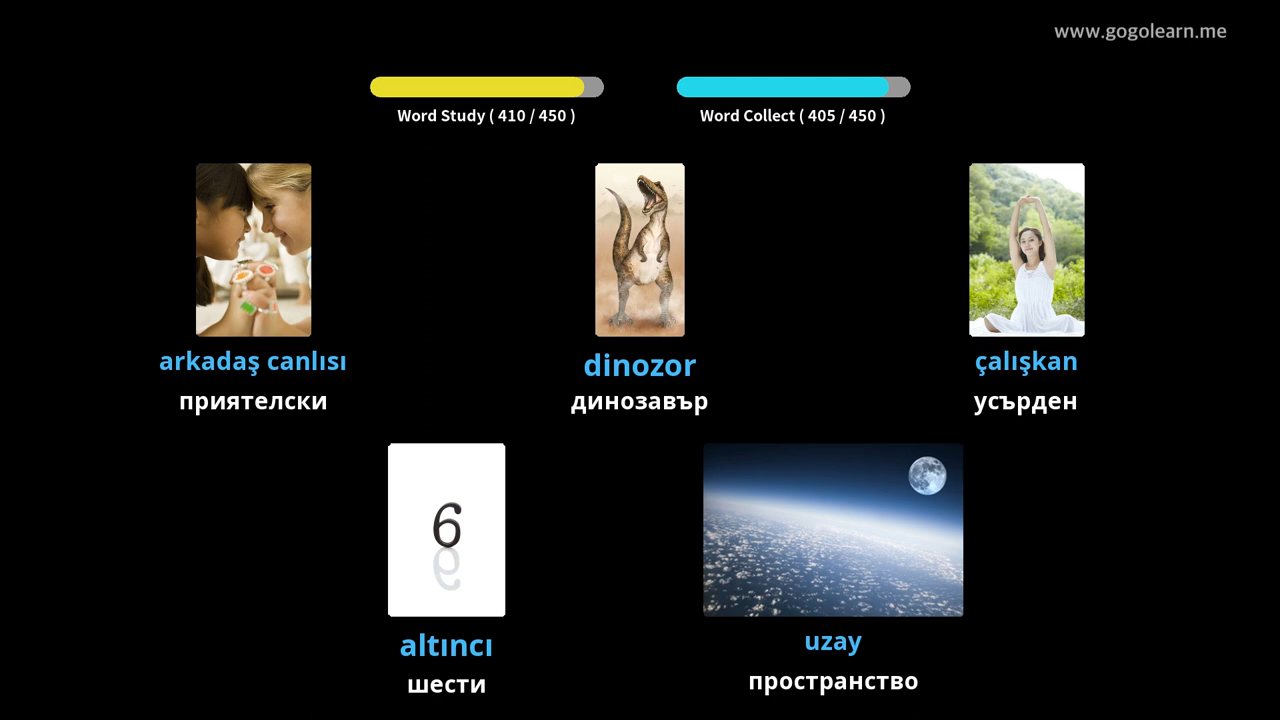 www.gogolearn.me
Word Study ( 410 / 450 )
Word Collect ( 405 / 450 )
arkadaş canlısı
приятелски
dinozor
динозавър
çalışkan
усърден
6
altıncı
шести
uzay
пространство